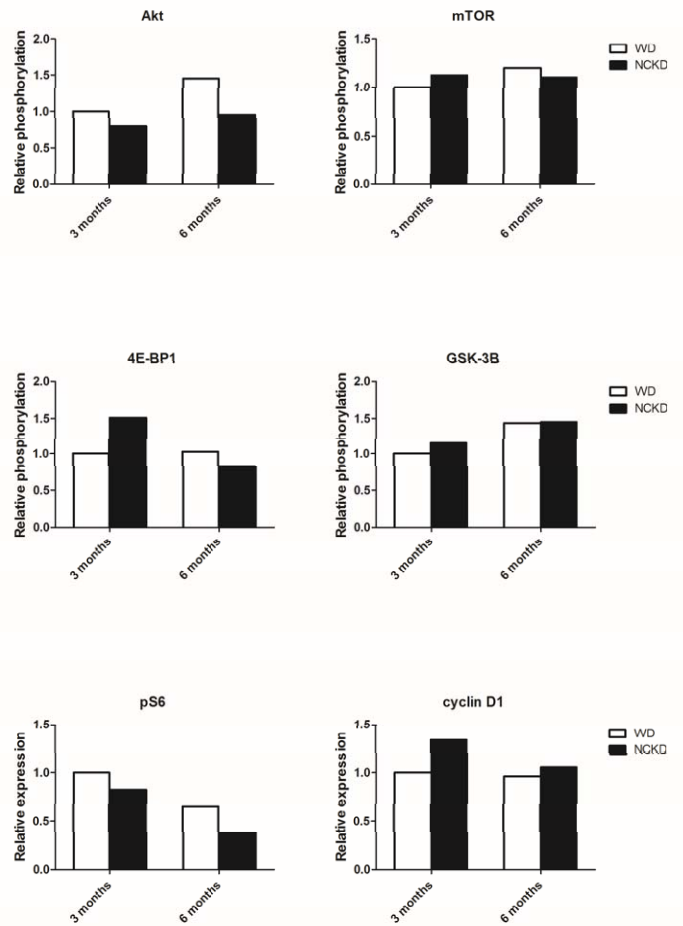 Akt
Relative phosphorylation
2.0
1.5
1.0
0.5
0.0
3 months
6 months
mTOR
Relative phosphorylation
1.5
1.0
0.5
0.0
3 months
6 months
WD
NCKD
4E-BP1
Relative phosphorylation
2.0
1.5
1.0
0.5
0.0
3 months
6 months
GSK-3B
Relative phosphorylation
2.0
1.5
1.0
0.5
0.0
3 months
6 months
WD
NCKD
pS6
Relative expression
1.5
1.0
0.5
0.0
3 months
6 months
cyclin D1
Relative expression
1.5
1.0
0.5
0.0
3 months
6 months
WD
NCKD